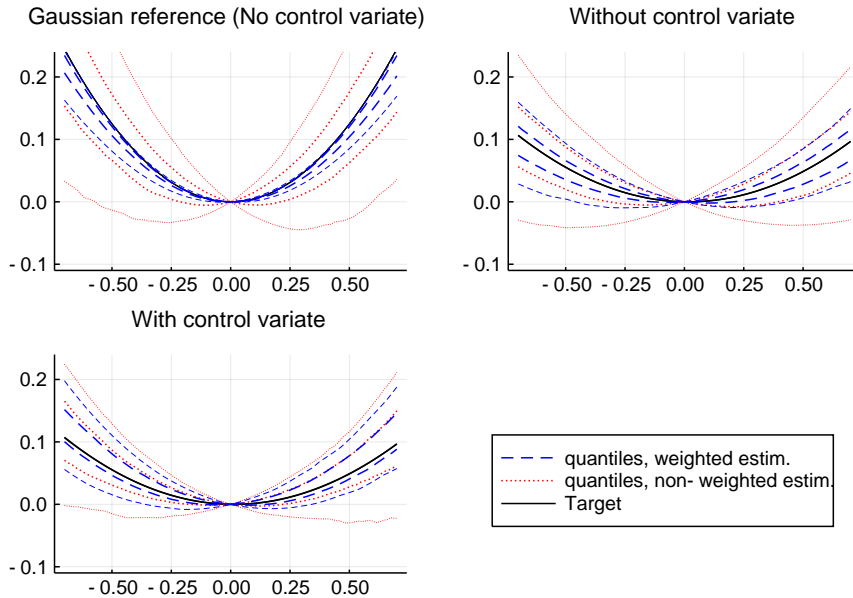 Gaussian reference (No control variate)
Without control variate
0.2
0.1
0.0
- 0.1
- 0.50 - 0.25 0.00 0.25 0.50
0.2
0.1
0.0
- 0.1
- 0.50 - 0.25 0.00 0.25 0.50
With control variate
0.2
0.1
0.0
- 0.1
- 0.50 - 0.25 0.00 0.25 0.50
quantiles, weighted estim.
quantiles, non- weighted estim.
Target